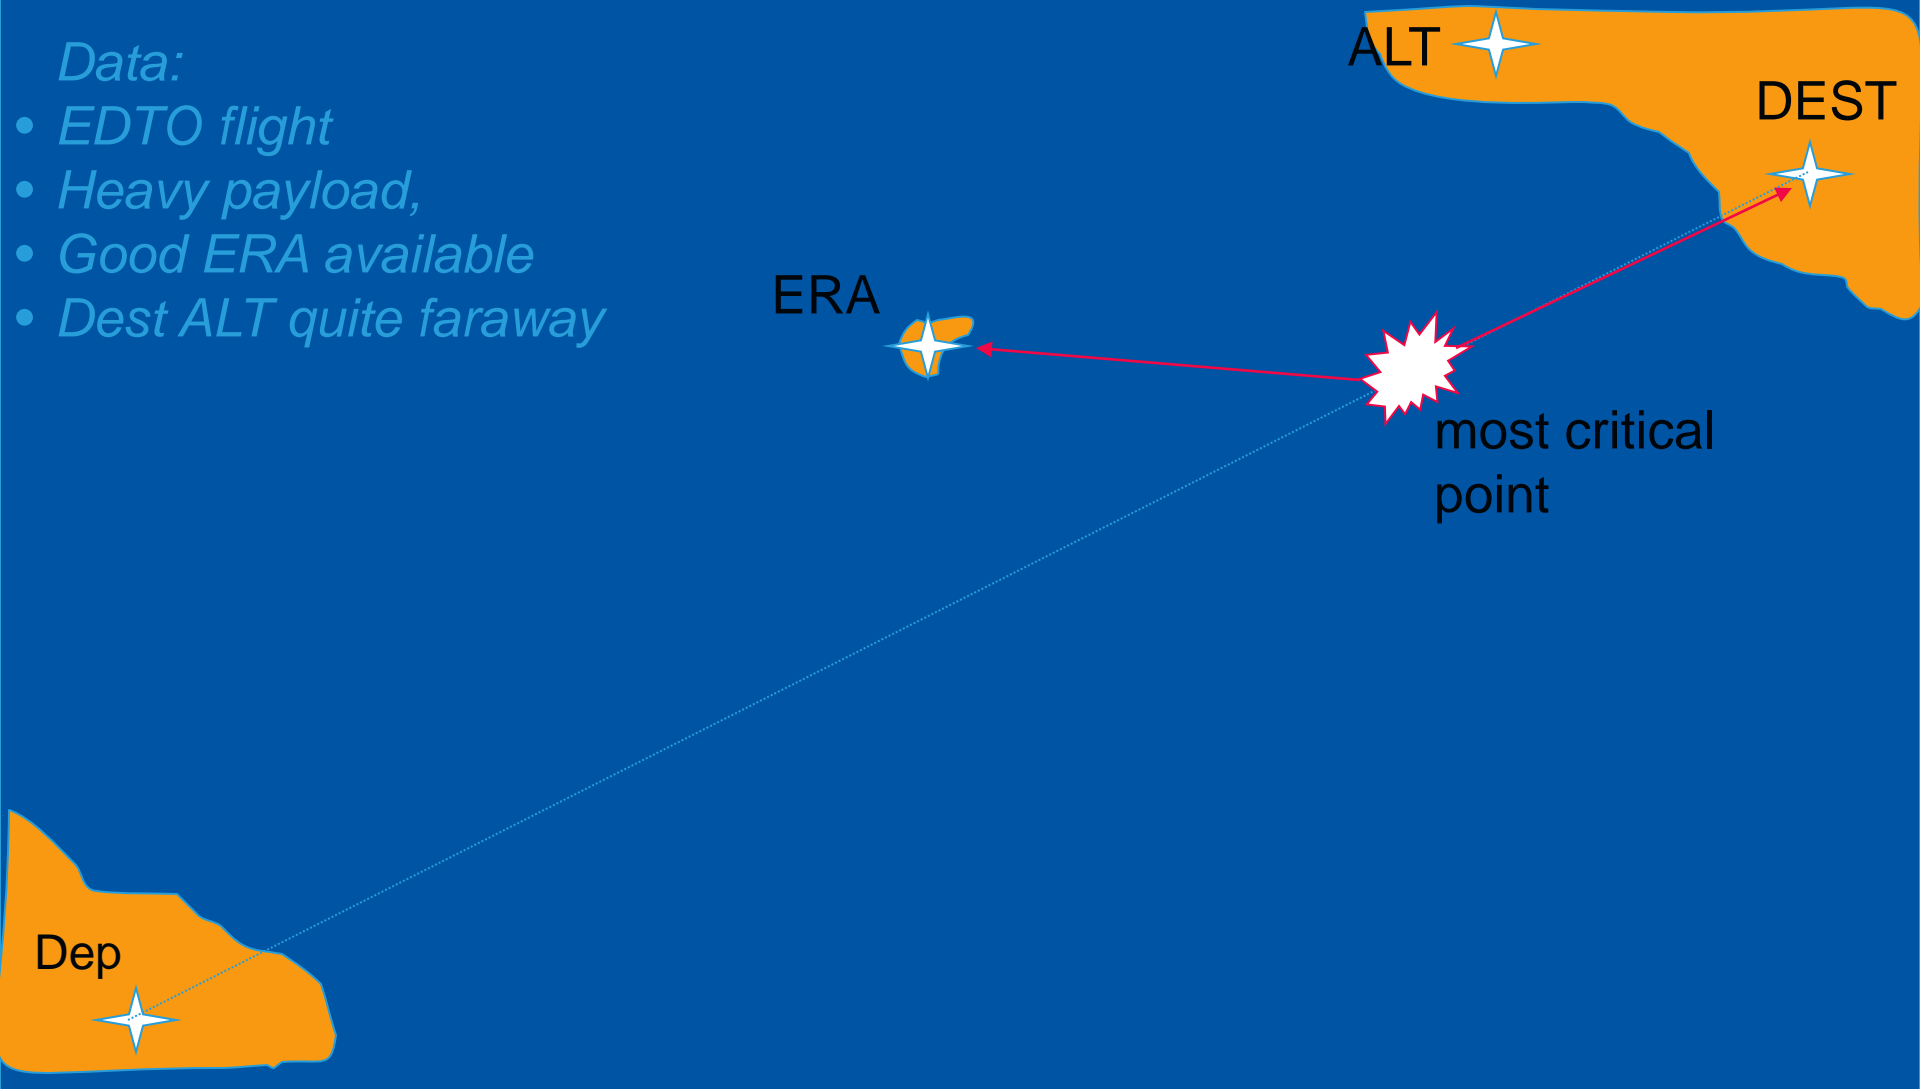 Data:
• EDTO flight
• Heavy payload,
• Good ERA available
• Dest ALT quite faraway
ALT
DEST
ERA
most critical
point
Dep